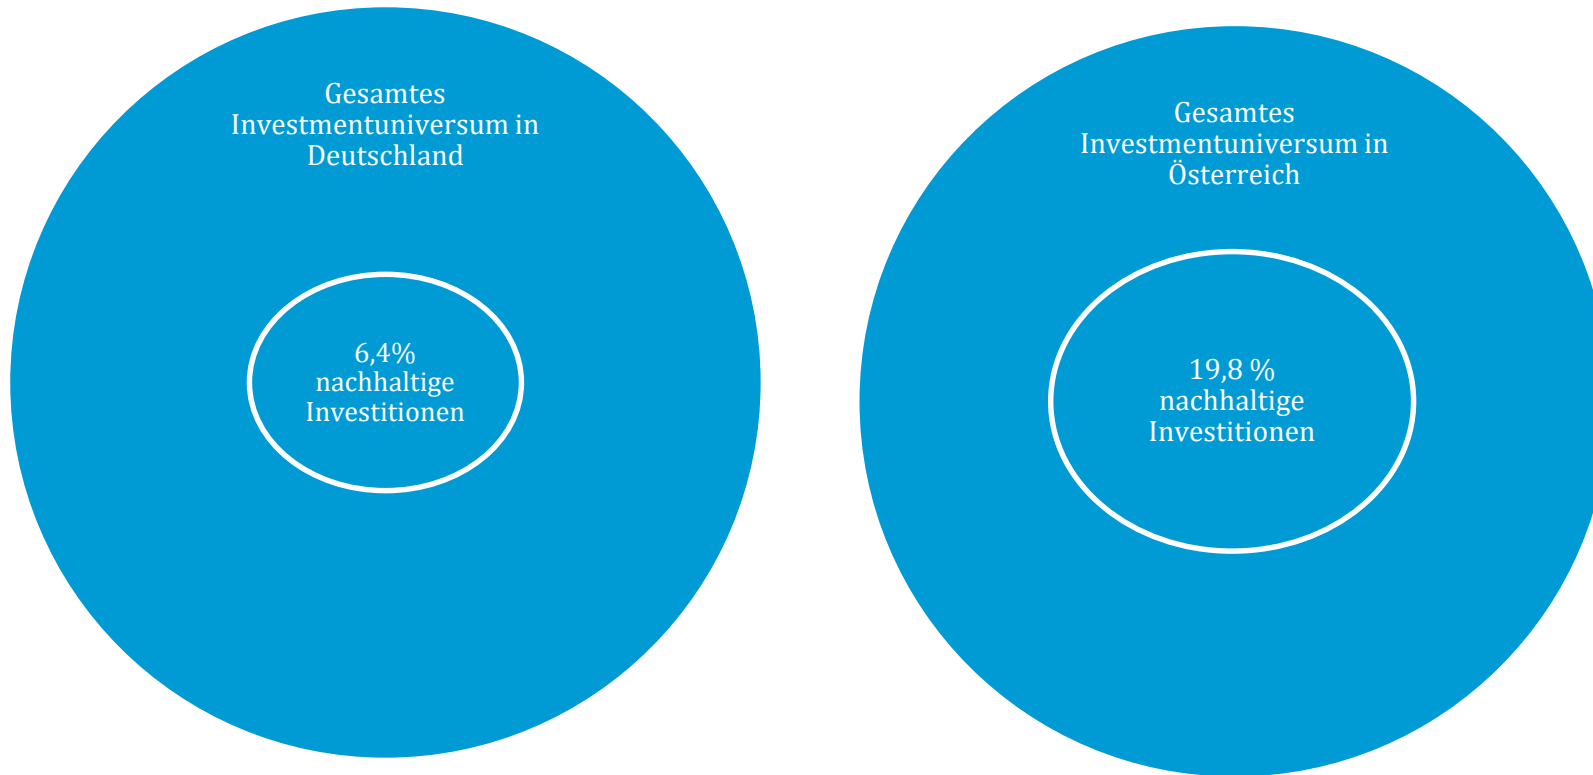 Gesamtes
Investmentuniversum in
Deutschland
6,4%
nachhaltige
Investitionen
Gesamtes
Investmentuniversum in
Österreich
19,8 %
nachhaltige
Investitionen